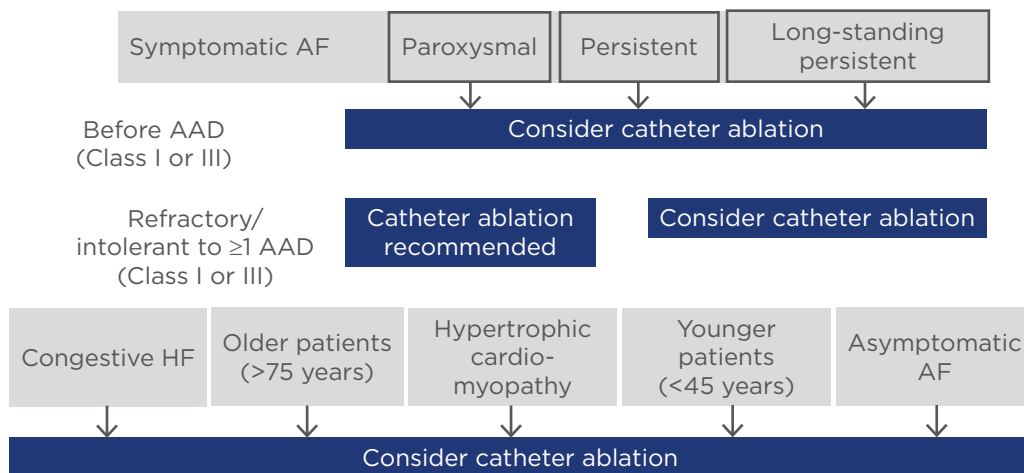 Symptomatic AF
Paroxysmal
Persistent
Long-standing
persistent
Before AAD
(Class I or III)
Consider catheter ablation
Refractory/
intolerant to ≥1 AAD
(Class I or III)
Catheter ablation
recommended
Consider catheter ablation
Congestive HF
Older patients
(>75 years)
Hypertrophic
cardio-
myopathy
Younger
patients
(<45 years)
Asymptomatic
AF
Consider catheter ablation